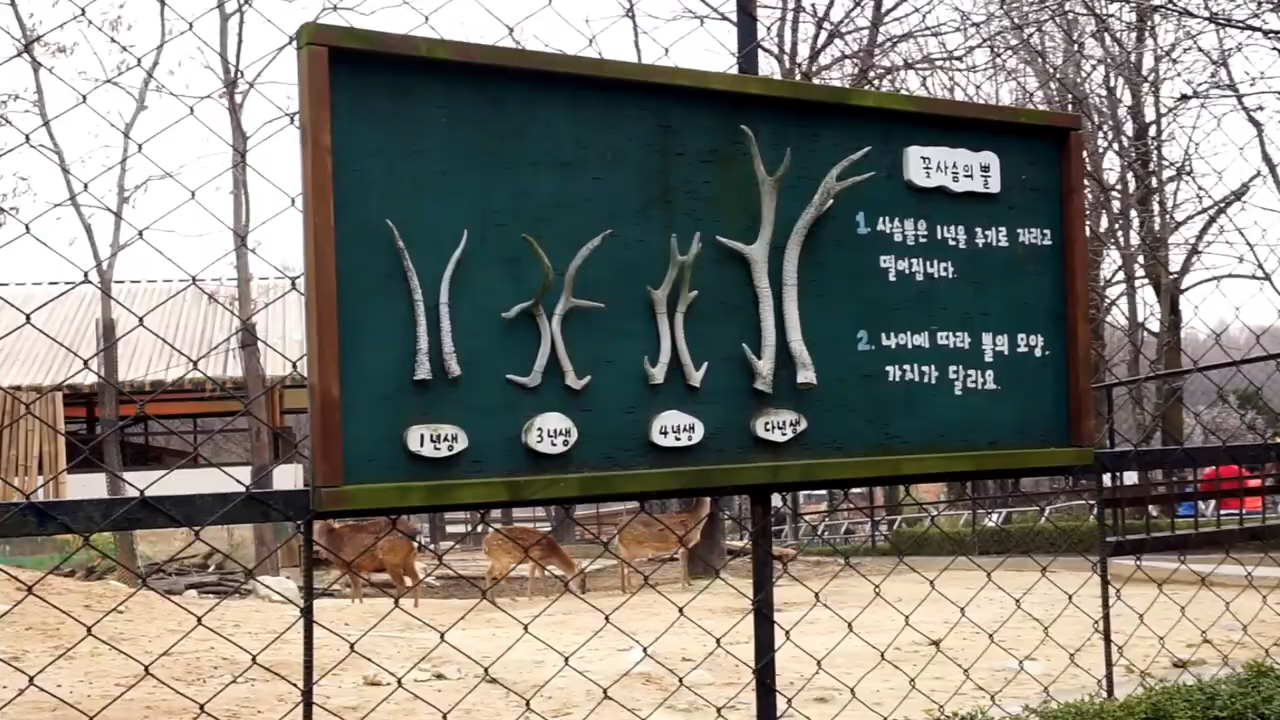 꽃사슴의 뿔
1. 사슴뿔은 1년을 주기로 자라고
떨어집니다.
2. 나이에 따라 뿔의 모양.
가지가 달라요.
1년생
3년생
4년생
다년생